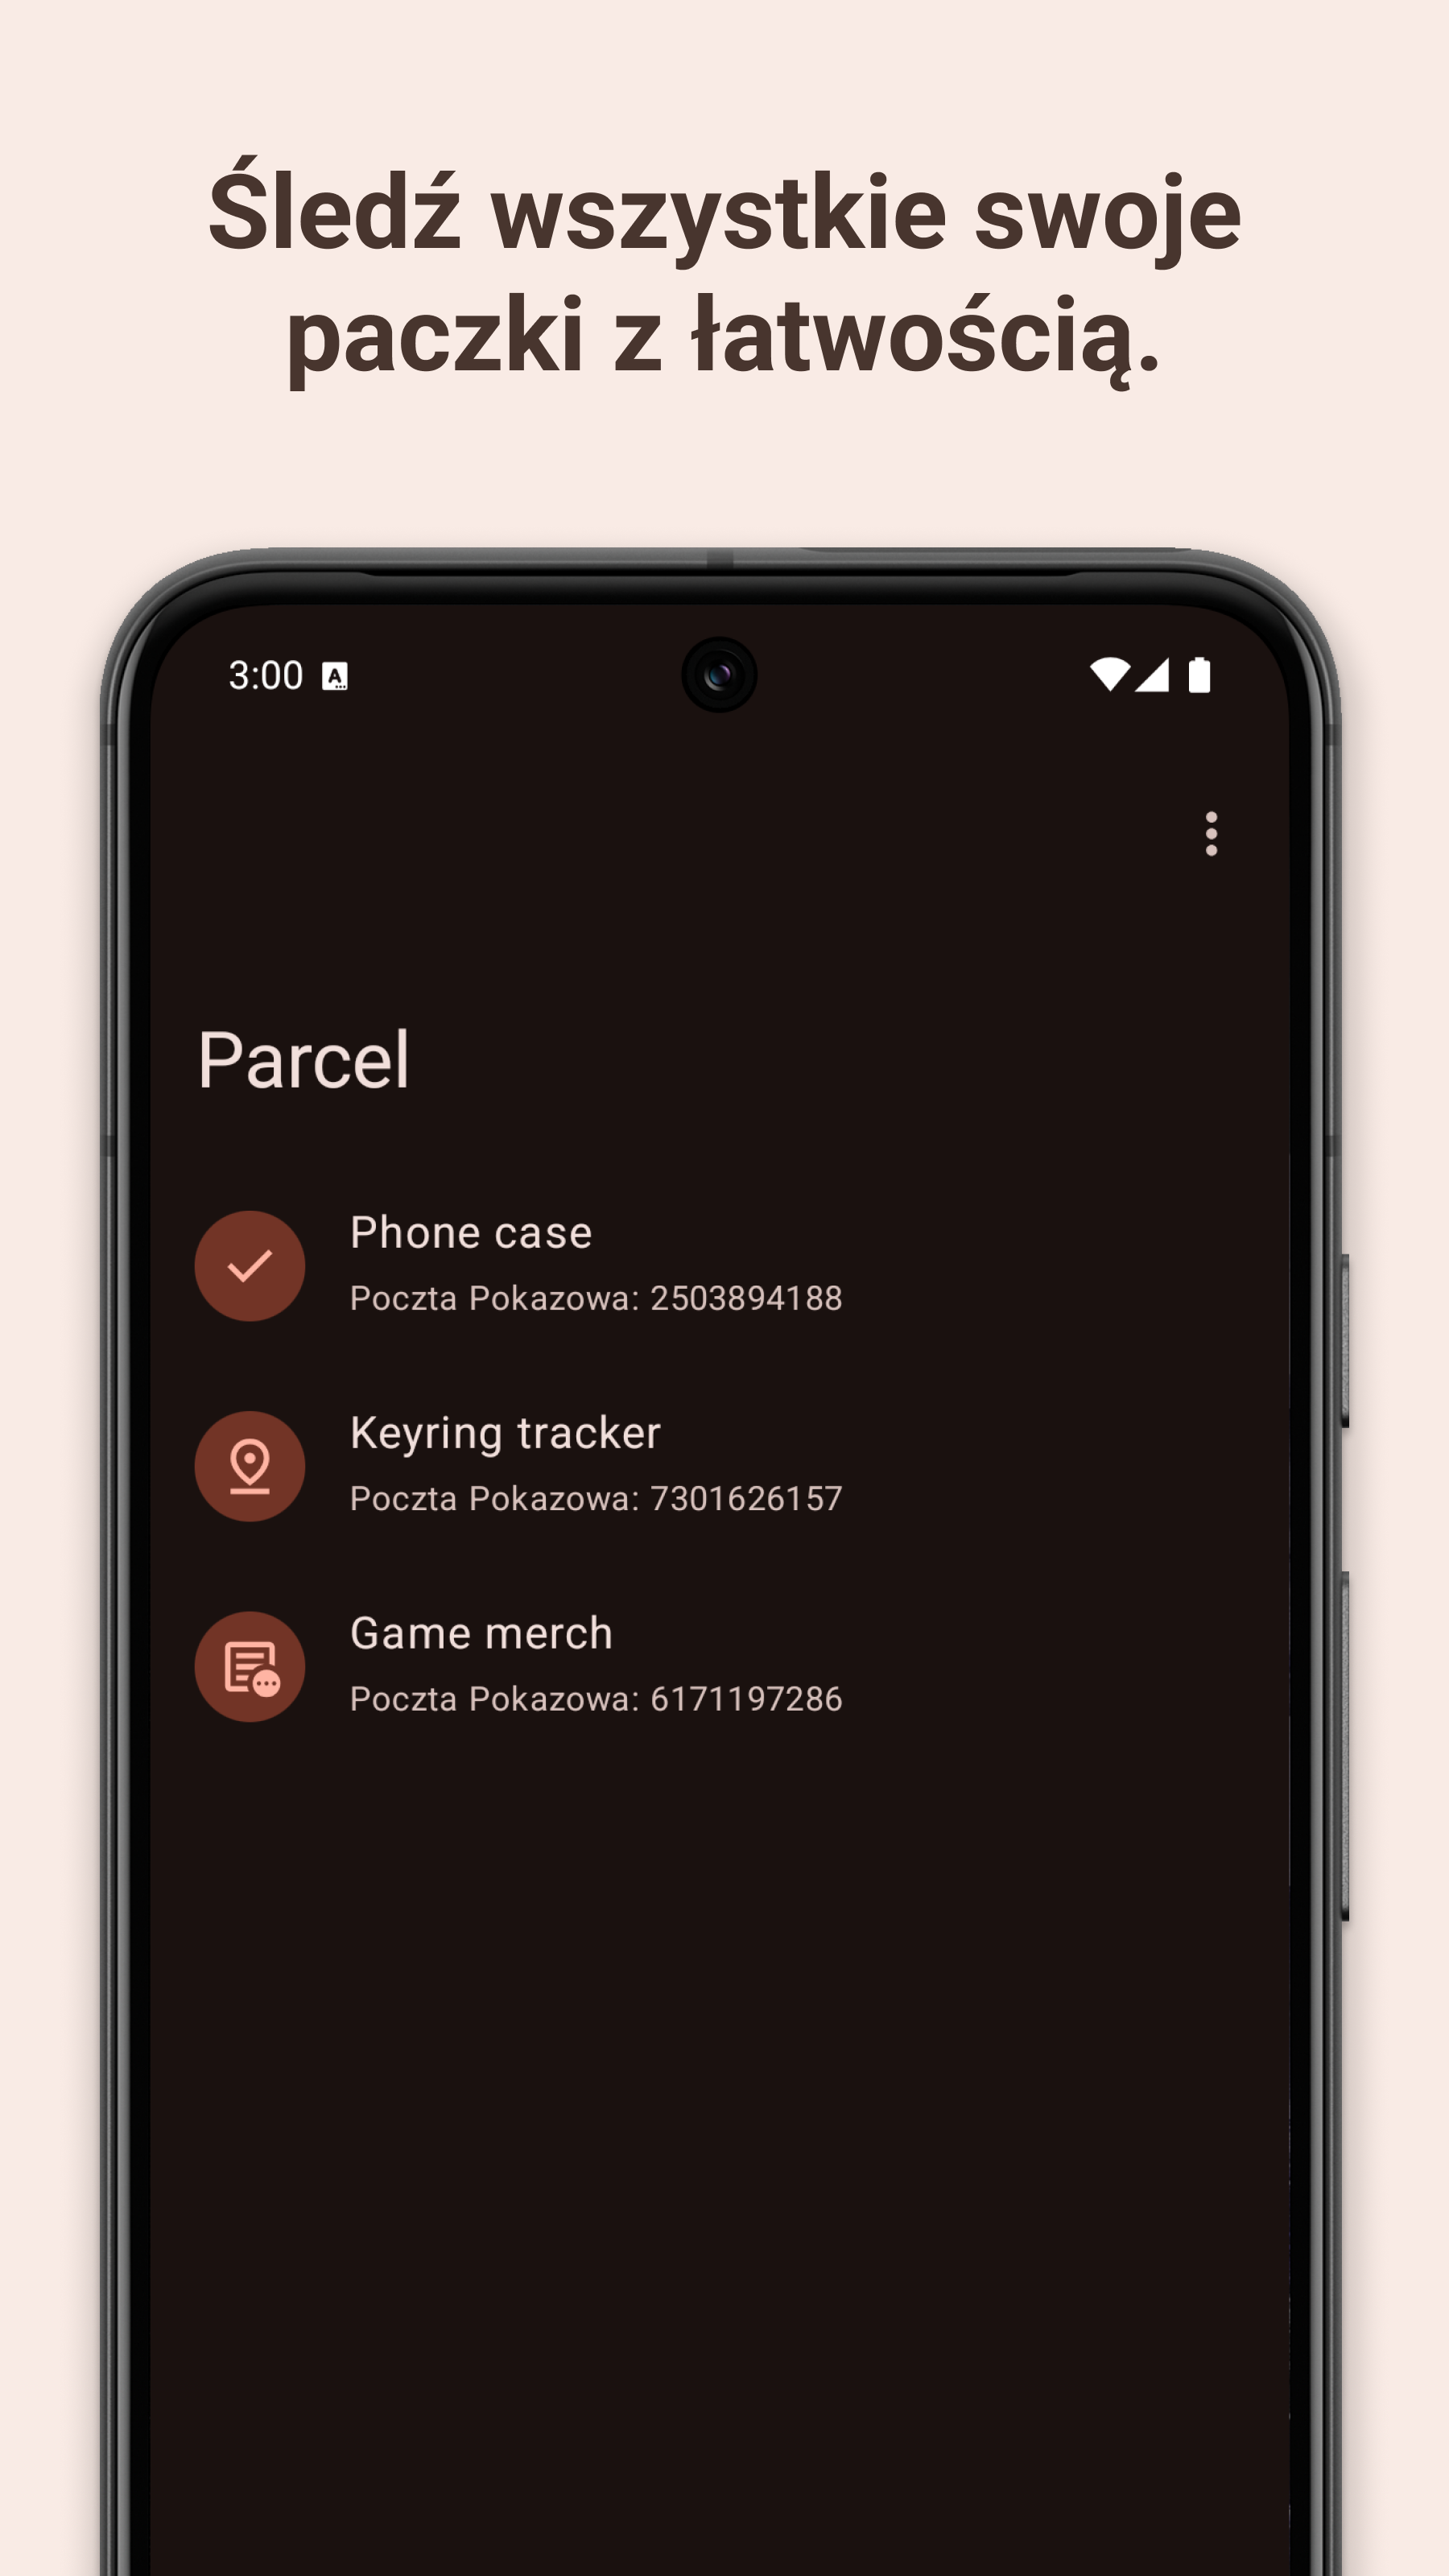 Śledź wszystkie swoje
paczki z łatwością.
3:00
Parcel
Phone case
Poczta Pokazowa: 2503894188
Keyring tracker
Poczta Pokazowa: 7301626157
Game merch
Poczta Pokazowa: 6171197286